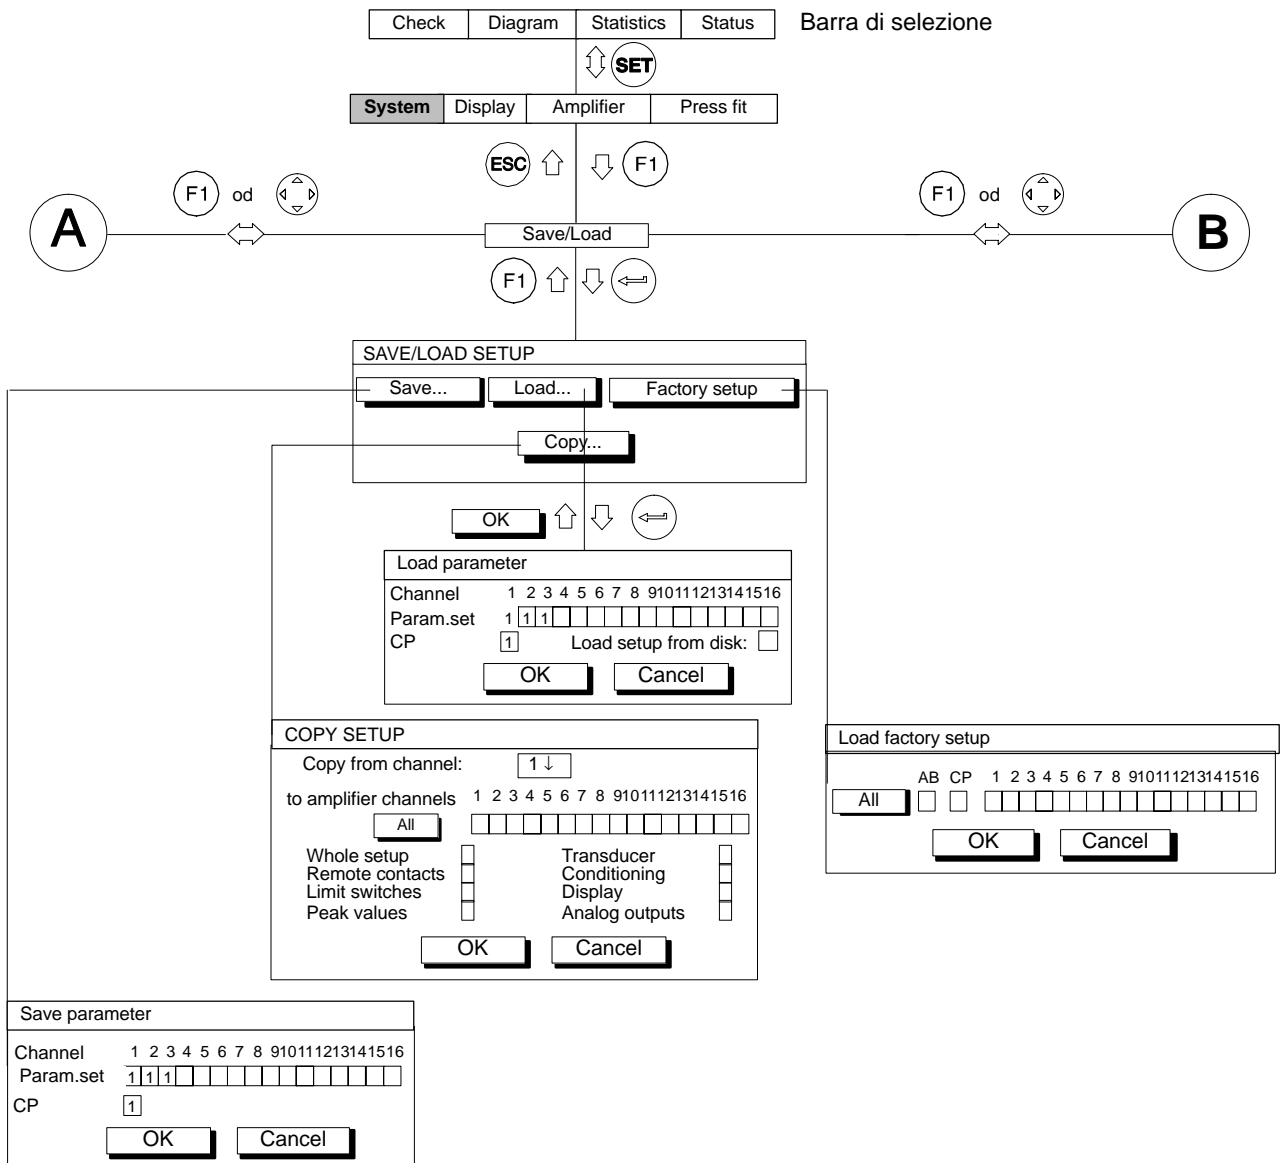 Check Diagram Statistics Status Barra di selezione
SET
System Display Amplifier Press fit
ESC F1
F1 od F1 od
A Save/Load B
F1
SAVE/LOAD SETUP
Save... Load... Factory setup
Copy...
OK
Load parameter
Channel 1 2 3 4 5 6 7 8 9 10 11 12 13 14 15 16
Param.set 1 1 1
CP 1 Load setup from disk:
OK Cancel
COPY SETUP
Copy from channel: 1↓
to amplifier channels 1 2 3 4 5 6 7 8 9 10 11 12 13 14 15 16
All
Whole setup Transducer
Remote contacts Conditioning
Limit switches Display
Peak values Analog outputs
OK Cancel
Load factory setup
AB CP 1 2 3 4 5 6 7 8 9 10 11 12 13 14 15 16
All
OK Cancel
Save parameter
Channel 1 2 3 4 5 6 7 8 9 10 11 12 13 14 15 16
Param.set 1 1 1
CP 1
OK Cancel